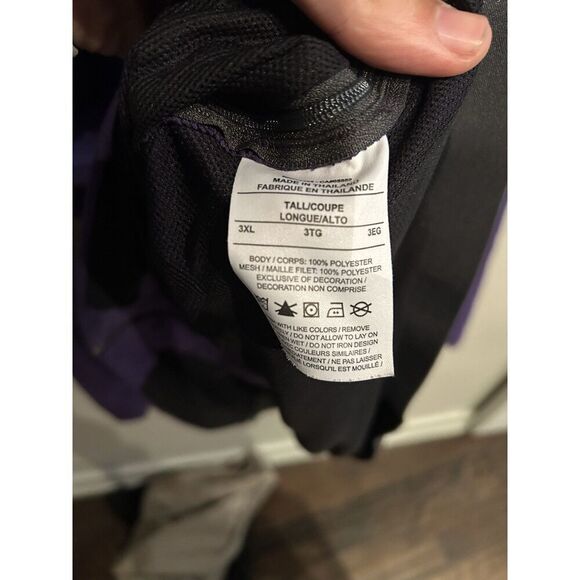 MADE IN THAILAND
FABRIQUE EN THAILANDE
TALL/COUPE
LONGUE/ALTO
3XL 3TG 3EG
BODY / CORPS: 100% POLYESTER
MESH / MAILLE FILET: 100% POLYESTER
EXCLUSIVE OF DECORATION /
DECORATION NON COMPRISE
WITH LIKE COLORS / REMOVE
DO NOT ALLOW TO LAY ON
WET / DO NOT IRON DESIGN
COULEURS SIMILAIRES /
NE PAS LAISSER
LORSQU'IL EST MOUILLÉ /